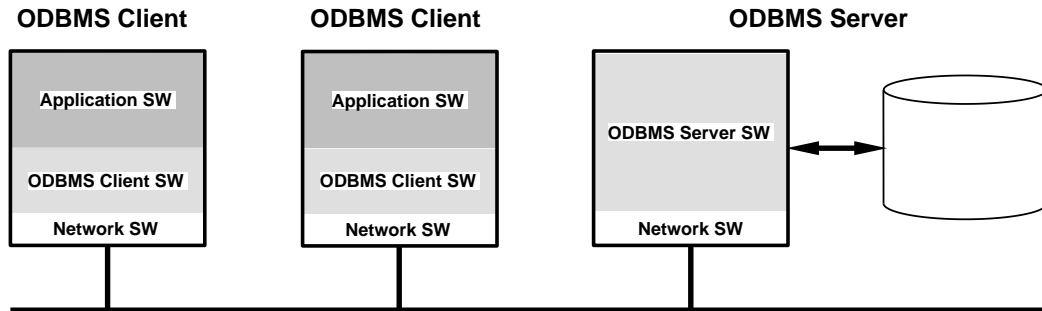 ODBMS Client
ODBMS Client
ODBMS Server
Application SW
Application SW
ODBMS Server SW
ODBMS Client SW
ODBMS Client SW
Network SW
Network SW
Network SW